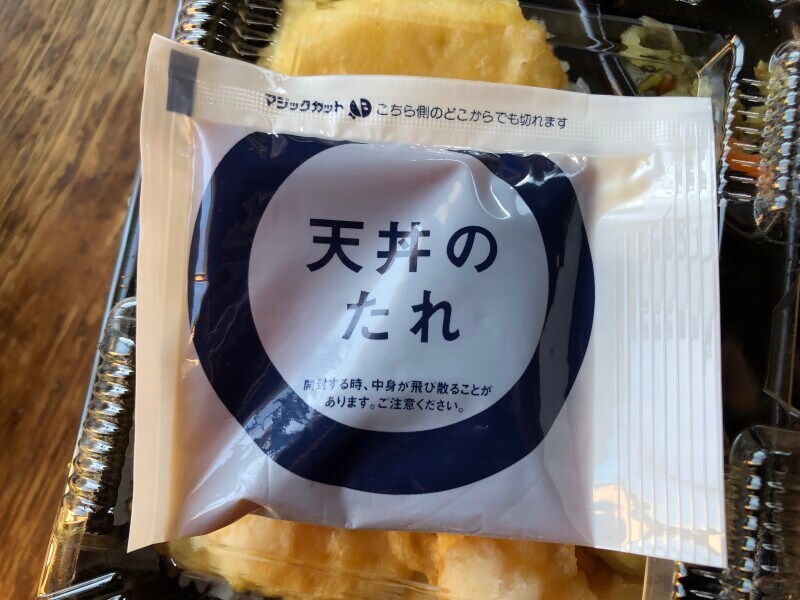 マジックカット こちら側のどこからでも切れます
天丼の
たれ
開封する時、中身が飛び散ることが
あります。ご注意ください。